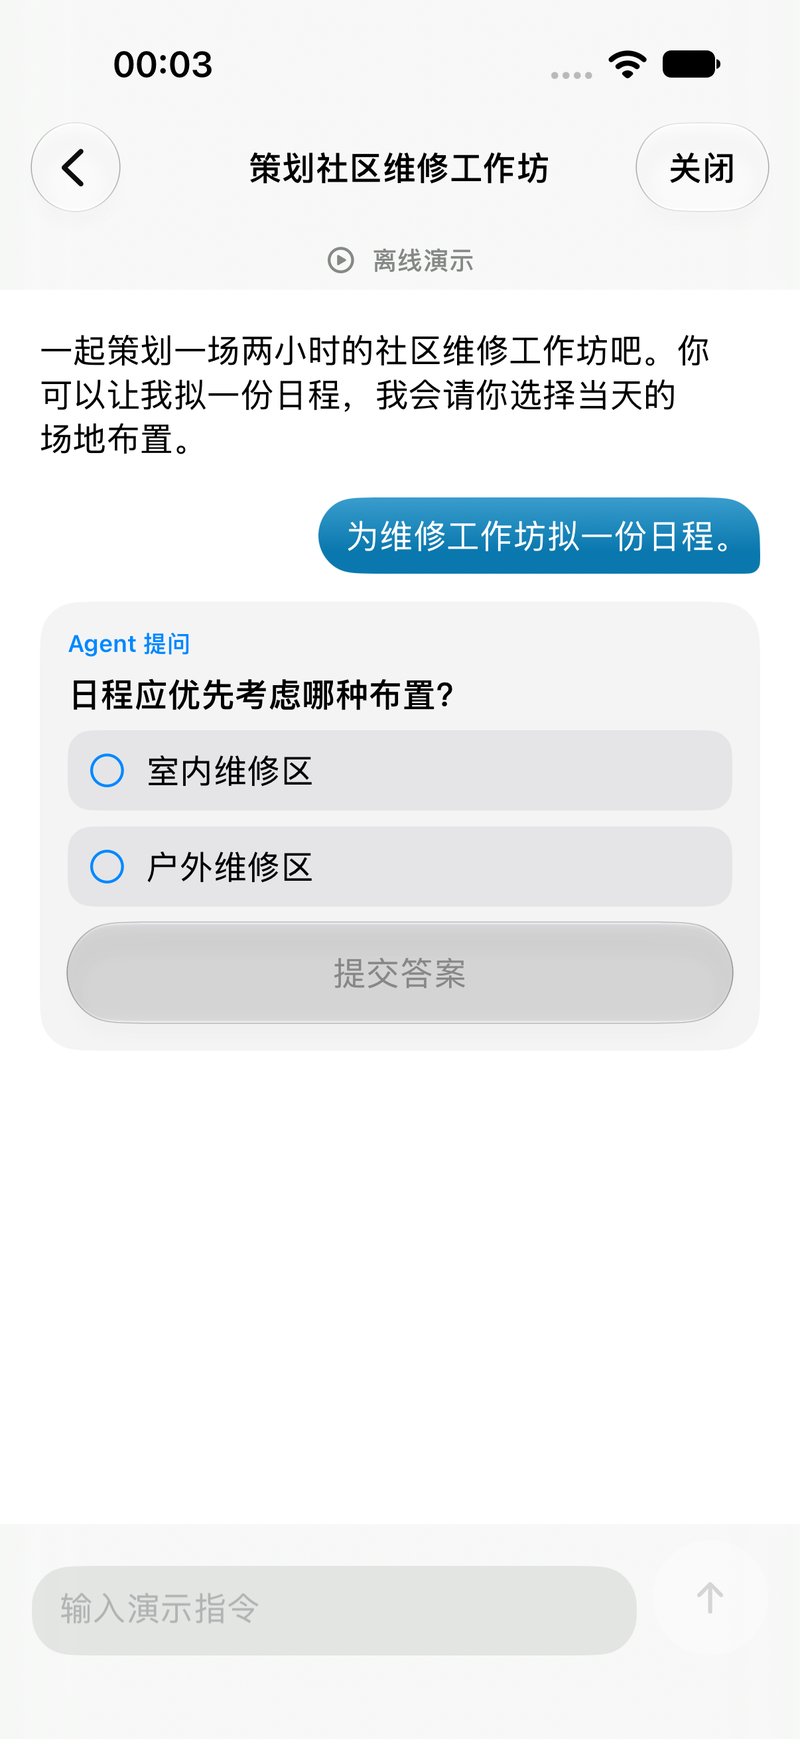 00:03
策划社区维修工作坊
关闭
离线演示
一起策划一场两小时的社区维修工作坊吧。你
可以让我拟一份日程，我会请你选择当天的
场地布置。
为维修工作坊拟一份日程。
Agent 提问
日程应优先考虑哪种布置?
室内维修区
户外维修区
提交答案
输入演示指令